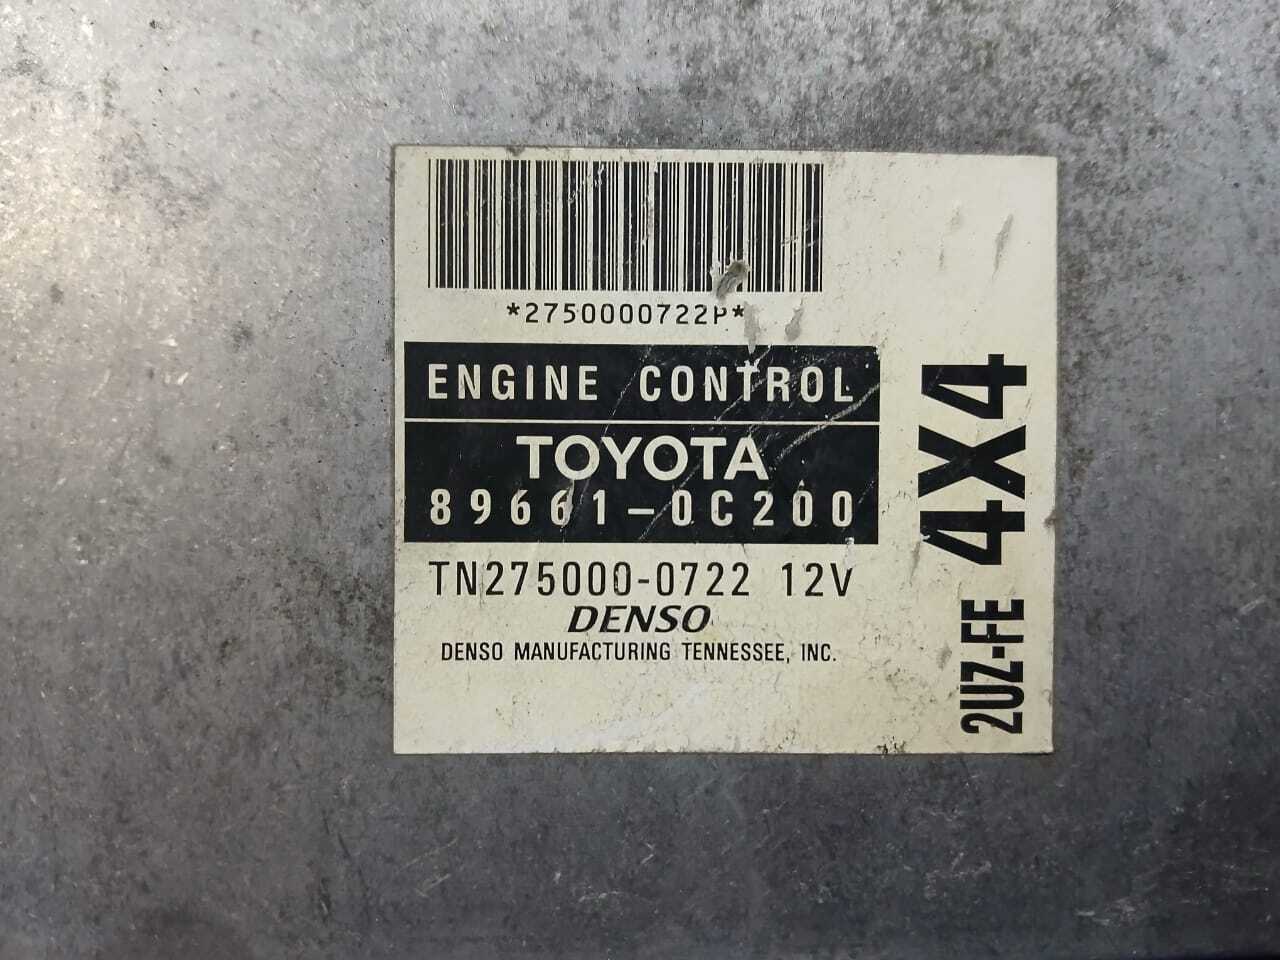 *2750000722P*
ENGINE CONTROL
TOYOTA
89661-0C200
TN275000-0722 12V
DENSO
DENSO MANUFACTURING TENNESSEE, INC.
2UZ-FE 4X4